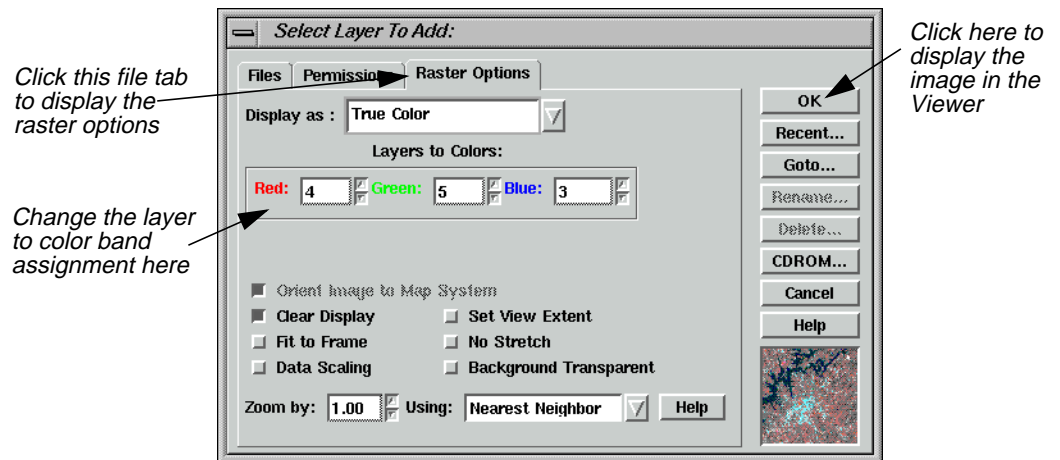 Select Layer To Add:
Click here to
display the
image in the
Viewer
Click this file tab
to display the
raster options
Files Permissions Raster Options
Display as : True Color
Layers to Colors:
Red: 4 Green: 5 Blue: 3
Change the layer
to color band
assignment here
Orient Image to Map System
Clear Display Set View Extent
Fit to Frame No Stretch
Data Scaling Background Transparent
Zoom by: 1.00 Using: Nearest Neighbor Help
OK
Recent...
Goto...
Rename...
Delete...
CDROM...
Cancel
Help